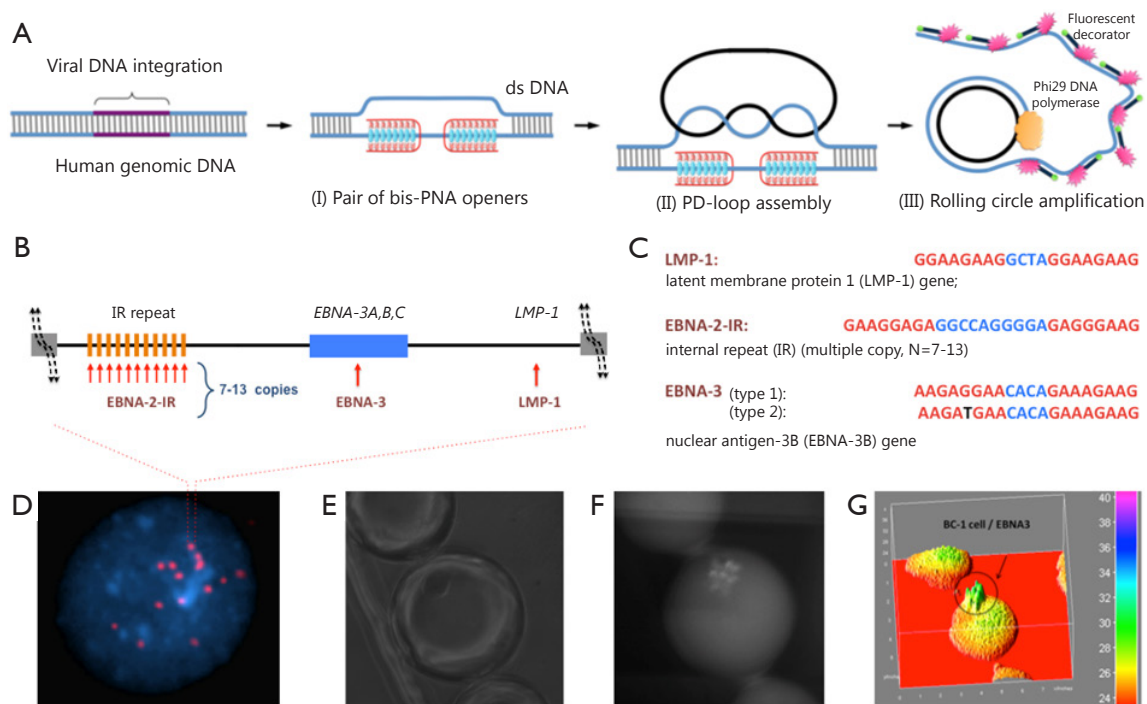 A
Viral DNA integration
Human genomic DNA
ds DNA
(I) Pair of bis-PNA openers
(II) PD-loop assembly
Fluorescent
decorator
Phi29 DNA
polymerase
(III) Rolling circle amplification
B
IR repeat
EBNA-3A,B,C
LMP-1
7-13 copies
EBNA-2-IR
EBNA-3
LMP-1
C
LMP-1: GGAAGAAGGCTAGGAAGAAG
latent membrane protein 1 (LMP-1) gene;
EBNA-2-IR: GAAGGAGAGGCCAGGGGAGAGGGAAG
internal repeat (IR) (multiple copy, N=7-13)
EBNA-3 (type 1): AAGAGGAACACAGAAAGAAG
(type 2): AAGATGAACACAGAAAGAAG
nuclear antigen-3B (EBNA-3B) gene
D
E
F
G
BC-1 cell / EBNA3
40
38
36
34
32
30
28
26
24